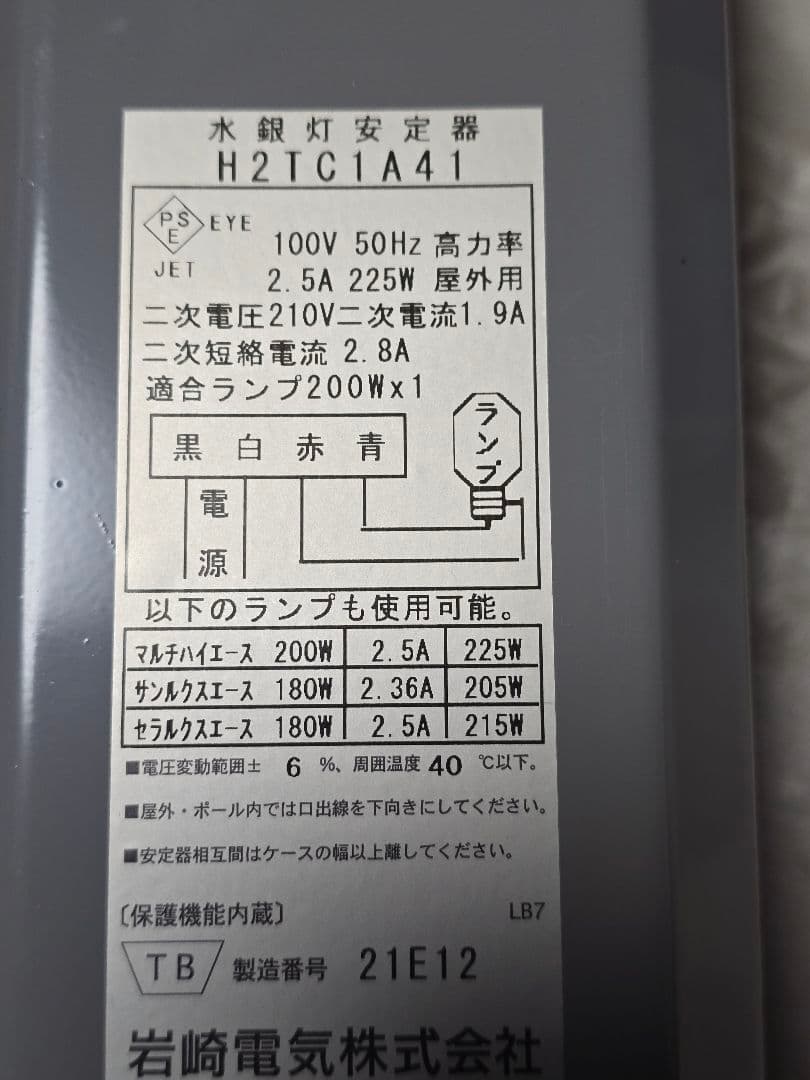 水銀灯安定器
H2TC1A41
PSE EYE
100V 50Hz 高力率
JET
2.5A 225W 屋外用
二次電圧210V二次電流1.9A
二次短絡電流 2.8A
適合ランプ200W×1
黒 白 赤 青
ランプ
電源
以下のランプも使用可能。
マルチハイエース 200W 2.5A 225W
サンルクスエース 180W 2.36A 205W
セラルクスエース 180W 2.5A 215W
■電圧変動範囲± 6 %、周囲温度 40 ℃以下。
■屋外・ポール内では口出線を下向きにしてください。
■安定器相互間はケースの幅以上離してください。
〔保護機能内蔵〕 LB7
TB 製造番号 21E12
岩崎電気株式会社